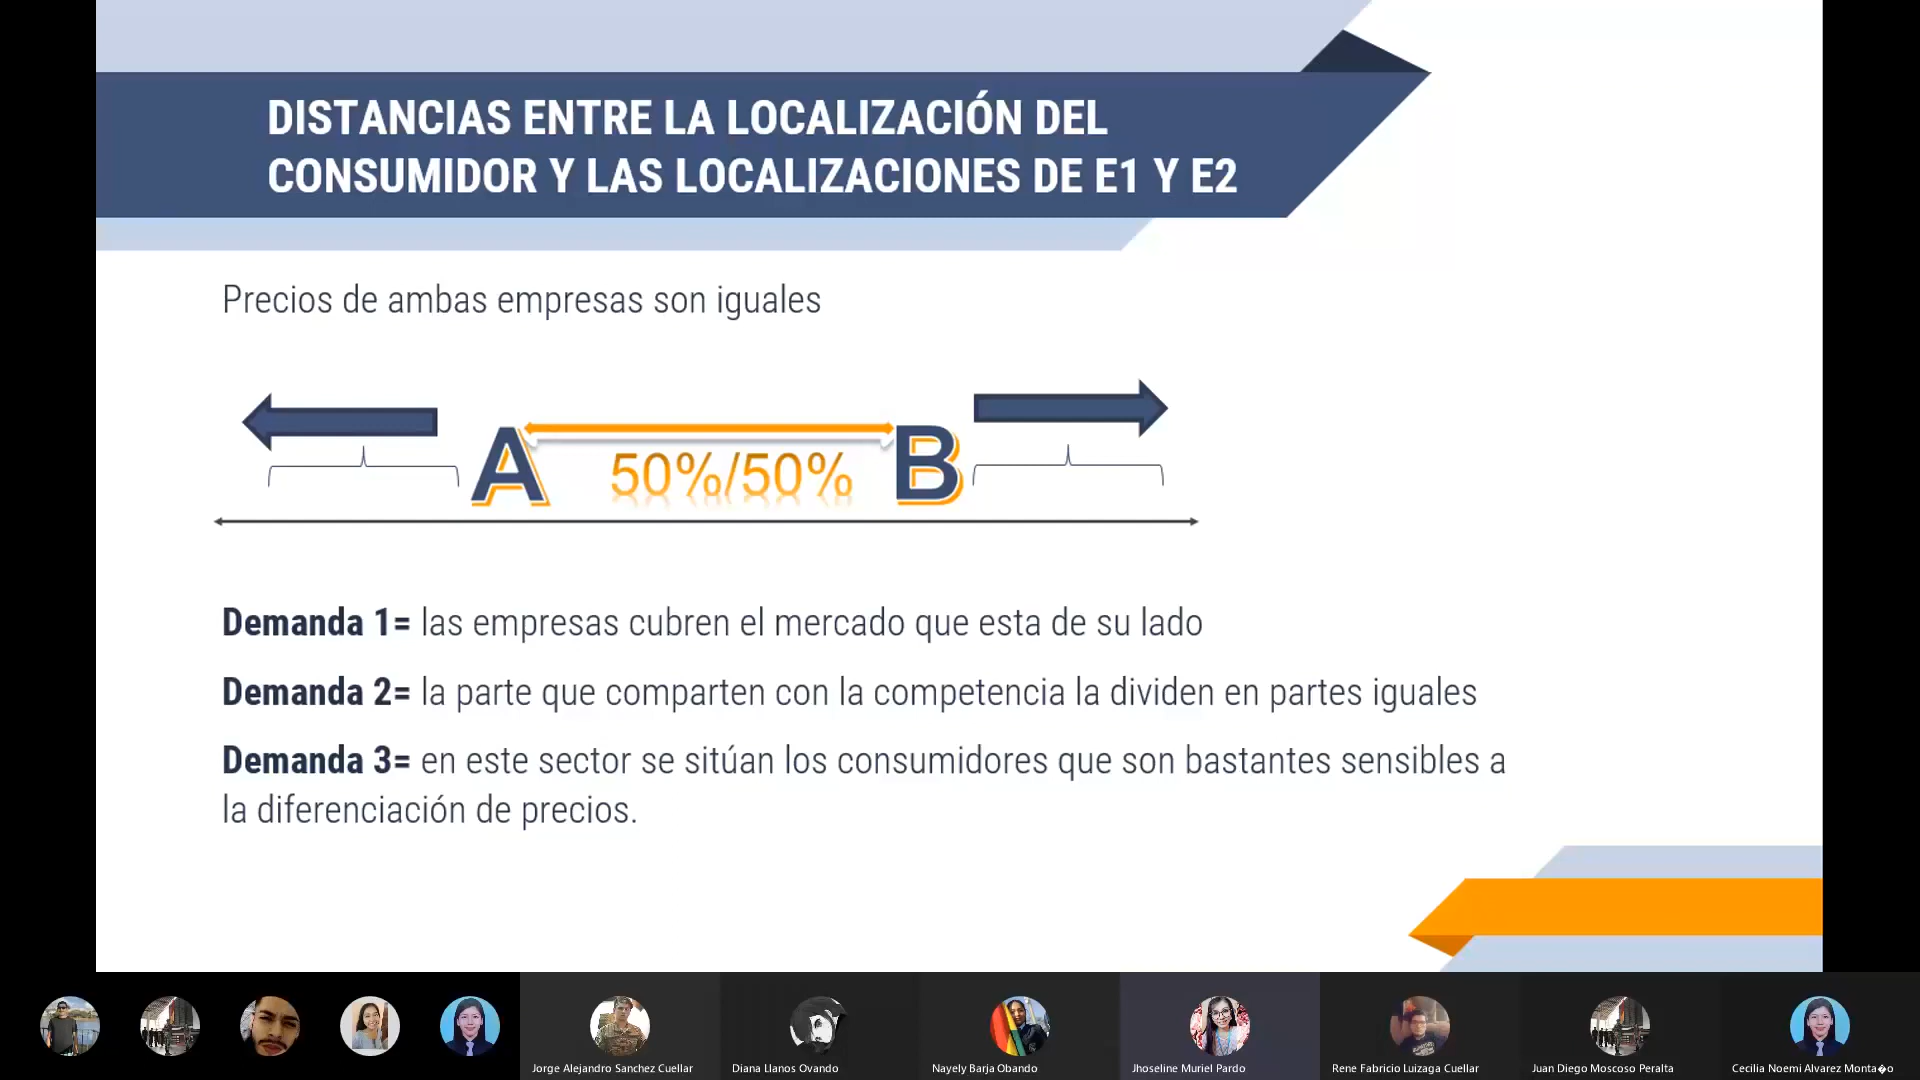 DISTANCIAS ENTRE LA LOCALIZACIÓN DEL
CONSUMIDOR Y LAS LOCALIZACIONES DE E1 Y E2
Precios de ambas empresas son iguales
A
50%/50%
B
Demanda 1= las empresas cubren el mercado que esta de su lado
Demanda 2= la parte que comparten con la competencia la dividen en partes iguales
Demanda 3= en este sector se sitúan los consumidores que son bastantes sensibles a
la diferenciación de precios.
Jorge Alejandro Sanchez Cuellar
Diana Llanos Ovando
Nayely Barja Obando
Jhoseline Muriel Pardo
Rene Fabricio Luizaga Cuellar
Juan Diego Moscoso Peralta
Cecilia Noemi Alvarez Monta�o